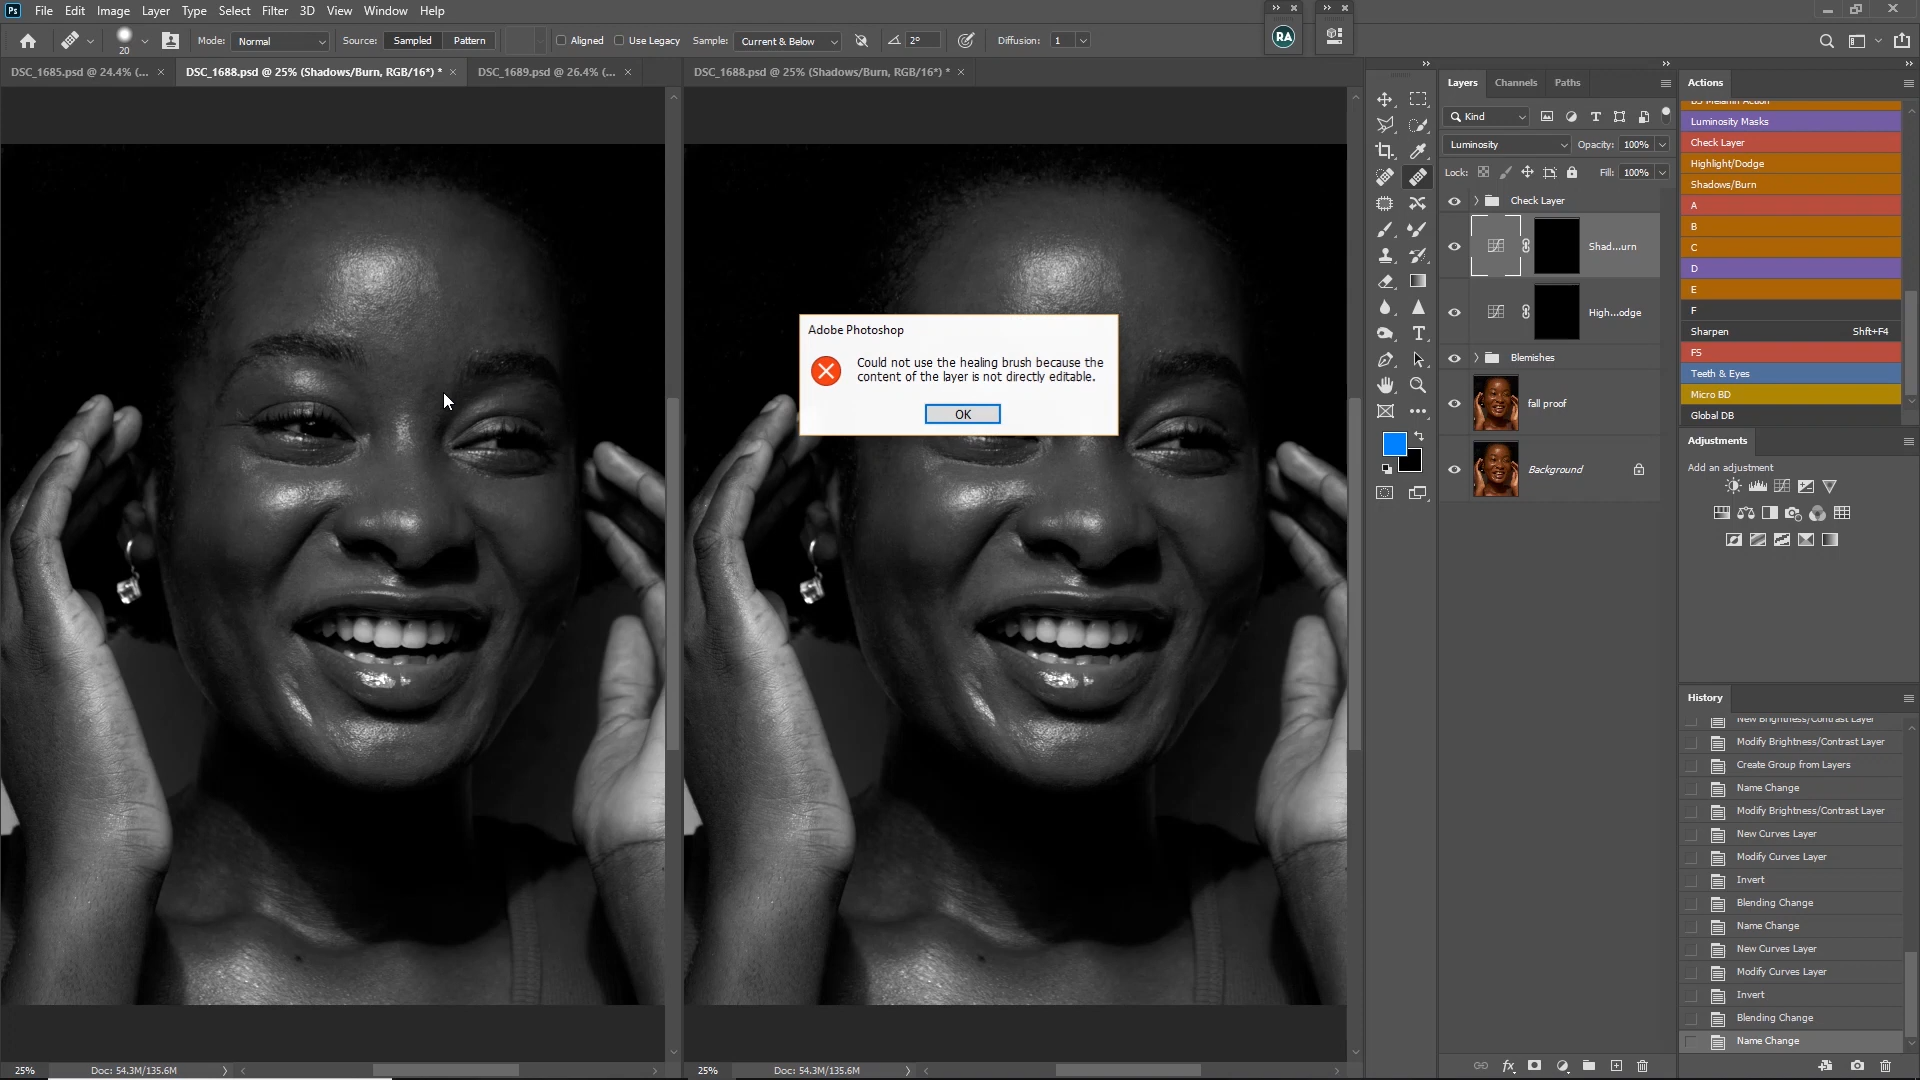 Ps File Edit Image Layer Type Select Filter 3D View Window Help
20 Mode: Normal Source: Sampled Pattern Aligned Use Legacy Sample: Current & Below 2° Diffusion: 1
RA
DSC_1685.psd @ 24.4% (... × DSC_1688.psd @ 25% (Shadows/Burn, RGB/16*) * × DSC_1689.psd @ 26.4% (... × DSC_1688.psd @ 25% (Shadows/Burn, RGB/16*) * ×
Adobe Photoshop
Could not use the healing brush because the
content of the layer is not directly editable.
OK
Layers Channels Paths
Kind
Luminosity Opacity: 100%
Lock: Fill: 100%
Check Layer
Shad...urn
High...odge
Blemishes
fall proof
Background
Actions
Luminosity Masks
Check Layer
Highlight/Dodge
Shadows/Burn
A
B
C
D
E
F
Sharpen Shft+F4
FS
Teeth & Eyes
Micro BD
Global DB
Adjustments
Add an adjustment
History
New Brightness/Contrast Layer
Modify Brightness/Contrast Layer
Create Group from Layers
Name Change
Modify Brightness/Contrast Layer
New Curves Layer
Modify Curves Layer
Invert
Blending Change
Name Change
New Curves Layer
Modify Curves Layer
Invert
Blending Change
Name Change
25% Doc: 54.3M/135.6M
25% Doc: 54.3M/135.6M
fx